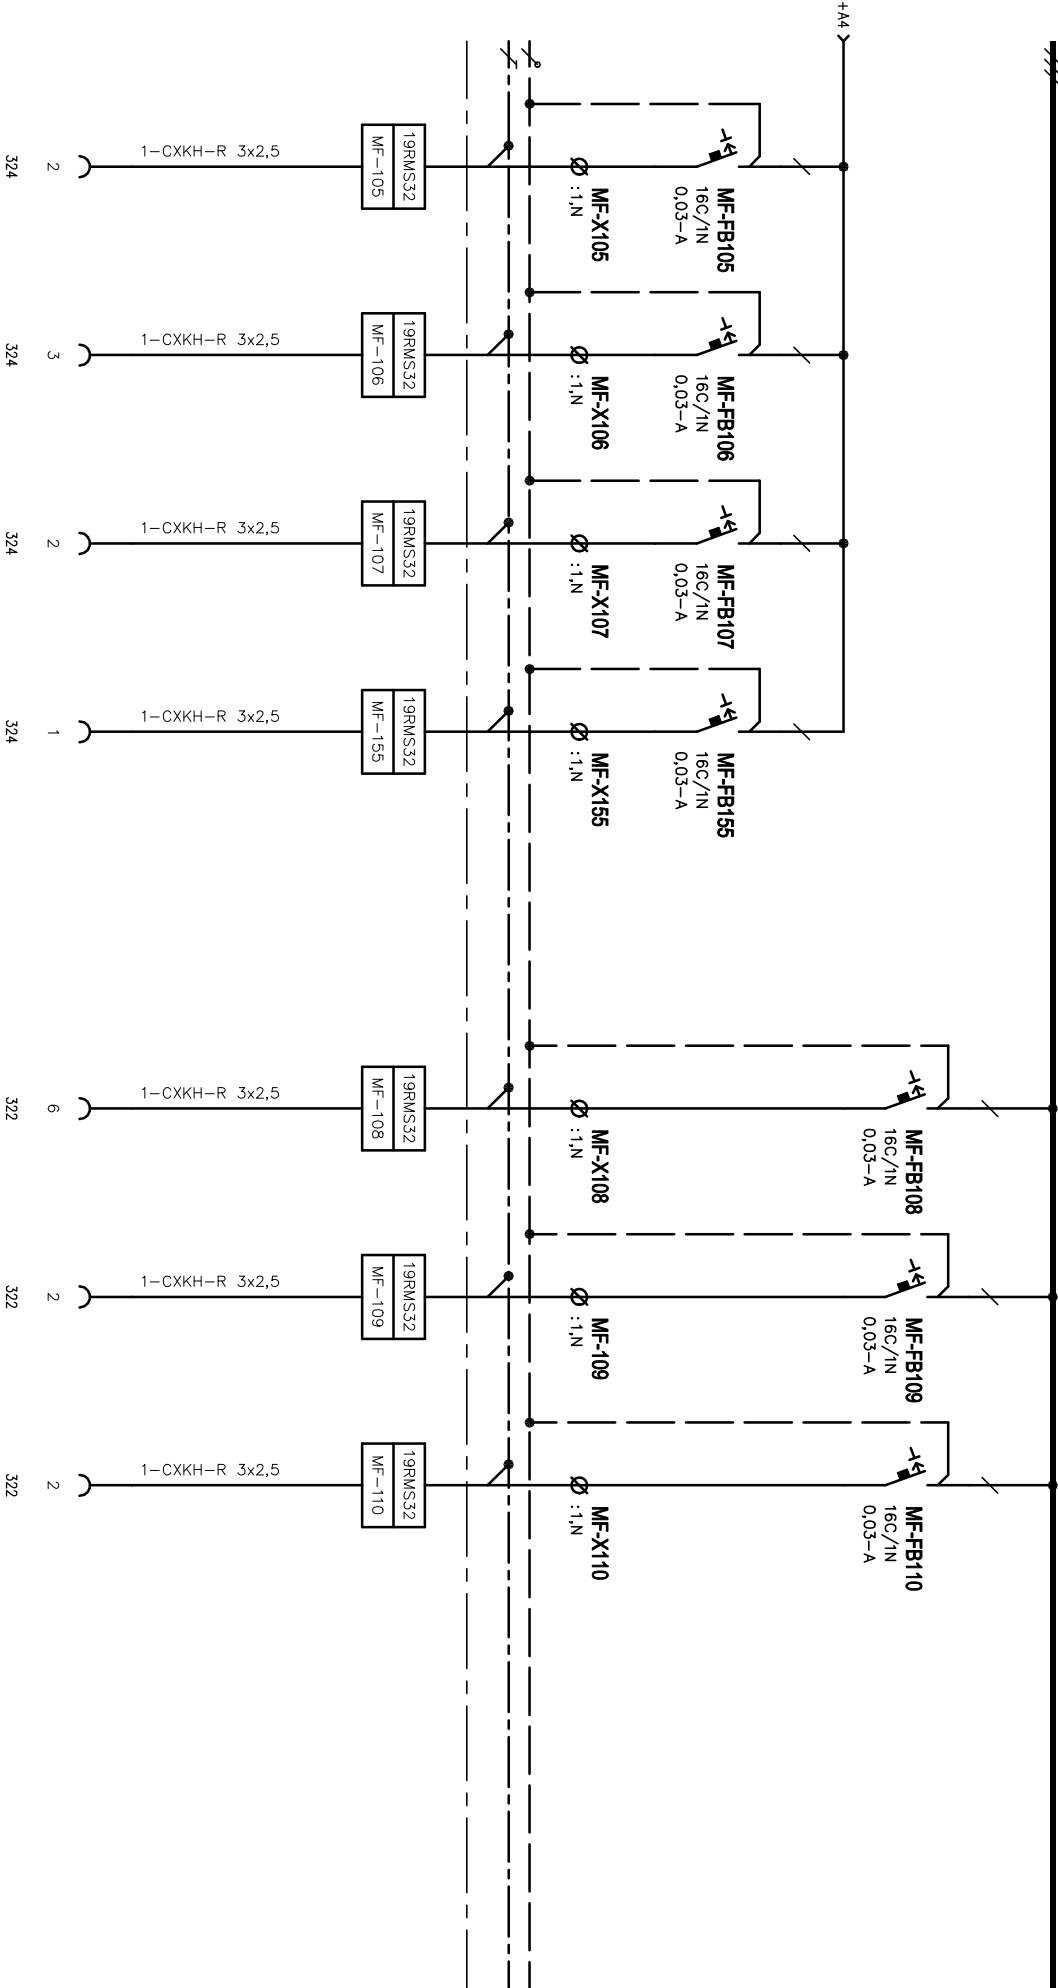 +A4
MF-FB105
16C/1N
0,03-A
MF-X105
:1,N
19RMS32
MF-105
1-CXKH-R 3x2,5
2
324
MF-FB106
16C/1N
0,03-A
MF-X106
:1,N
19RMS32
MF-106
1-CXKH-R 3x2,5
3
324
MF-FB107
16C/1N
0,03-A
MF-X107
:1,N
19RMS32
MF-107
1-CXKH-R 3x2,5
2
324
MF-FB155
16C/1N
0,03-A
MF-X155
:1,N
19RMS32
MF-155
1-CXKH-R 3x2,5
1
324
MF-FB108
16C/1N
0,03-A
MF-X108
:1,N
19RMS32
MF-108
1-CXKH-R 3x2,5
6
322
MF-FB109
16C/1N
0,03-A
MF-109
:1,N
19RMS32
MF-109
1-CXKH-R 3x2,5
2
322
MF-FB110
16C/1N
0,03-A
MF-X110
:1,N
19RMS32
MF-110
1-CXKH-R 3x2,5
2
322